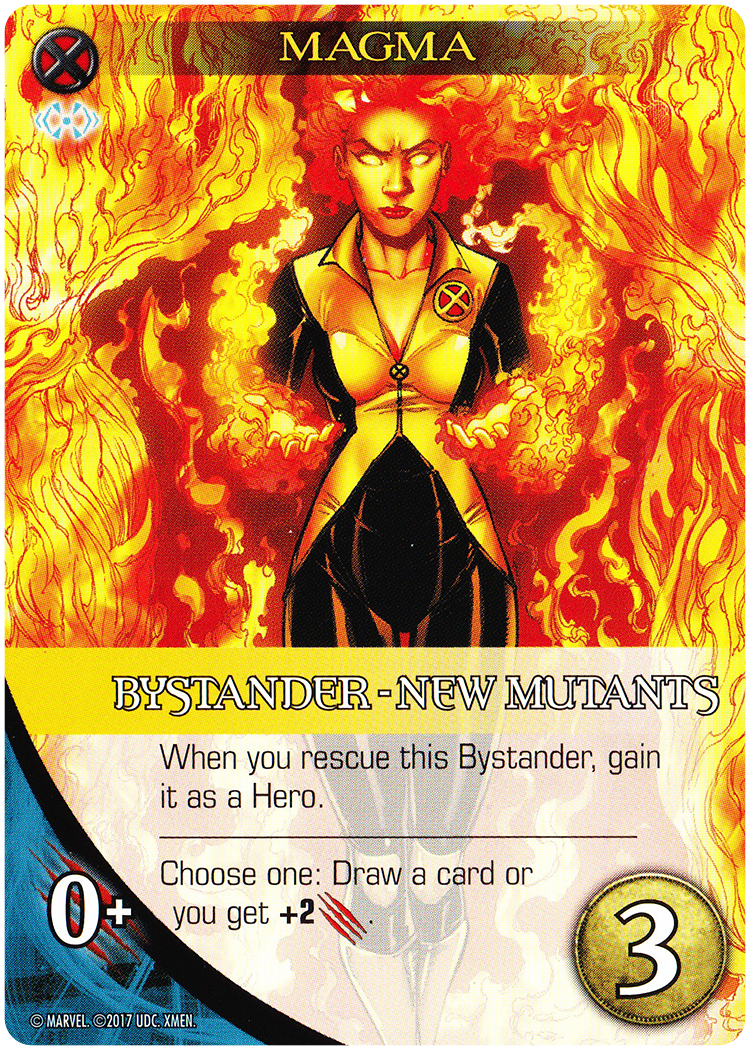 MAGMA
BYSTANDER - NEW MUTANTS
When you rescue this Bystander, gain
it as a Hero.
Choose one: Draw a card or
you get +2 .
0+
3
© MARVEL. ©2017 UDC. XMEN.